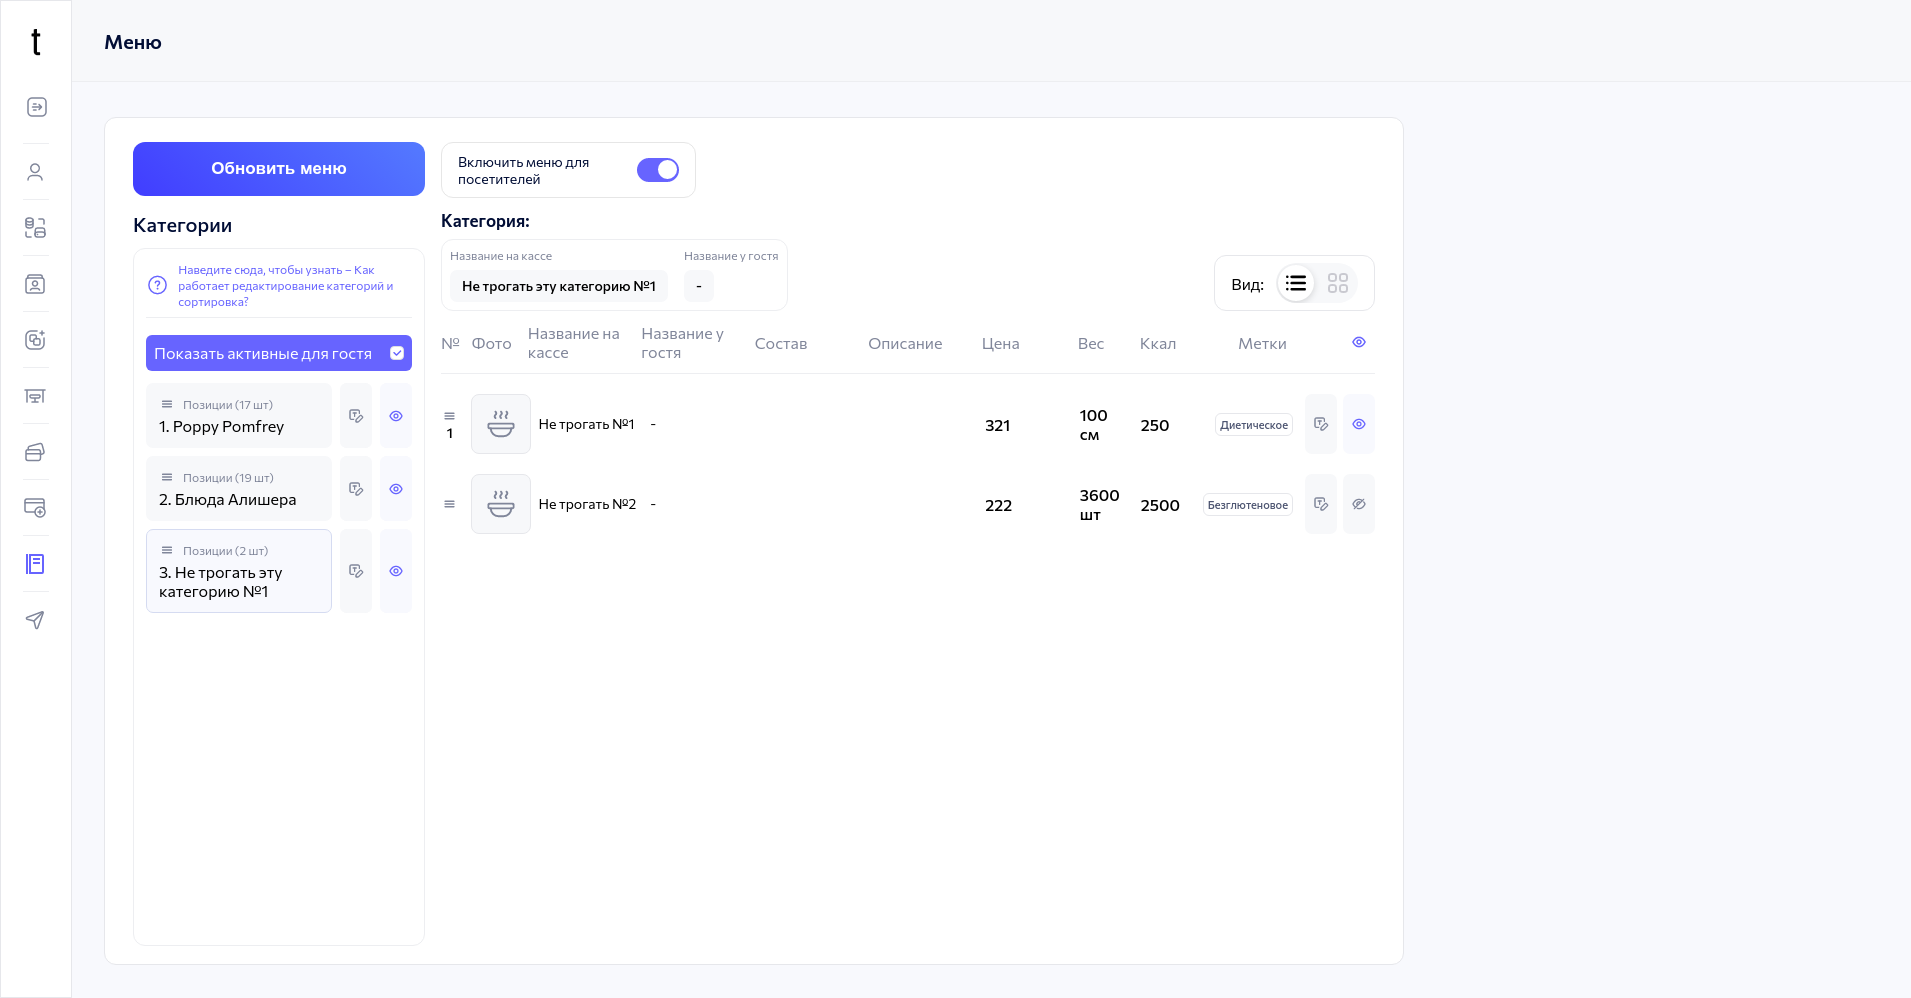 t
Меню
Обновить меню
Включить меню для
посетителей
Категории
Наведите сюда, чтобы узнать – Как
работает редактирование категорий и
сортировка?
Показать активные для гостя
Позиции (17 шт)
1. Poppy Pomfrey
Позиции (19 шт)
2. Блюда Алишера
Позиции (2 шт)
3. Не трогать эту
категорию №1
Категория:
Название на кассе
Название у гостя
Не трогать эту категорию №1
-
Вид:
№ Фото Название на кассе Название у гостя Состав Описание Цена Вес Ккал Метки
1 Не трогать №1 - 321 100 см 250 Диетическое
Не трогать №2 - 222 3600 шт 2500 Безглютеновое